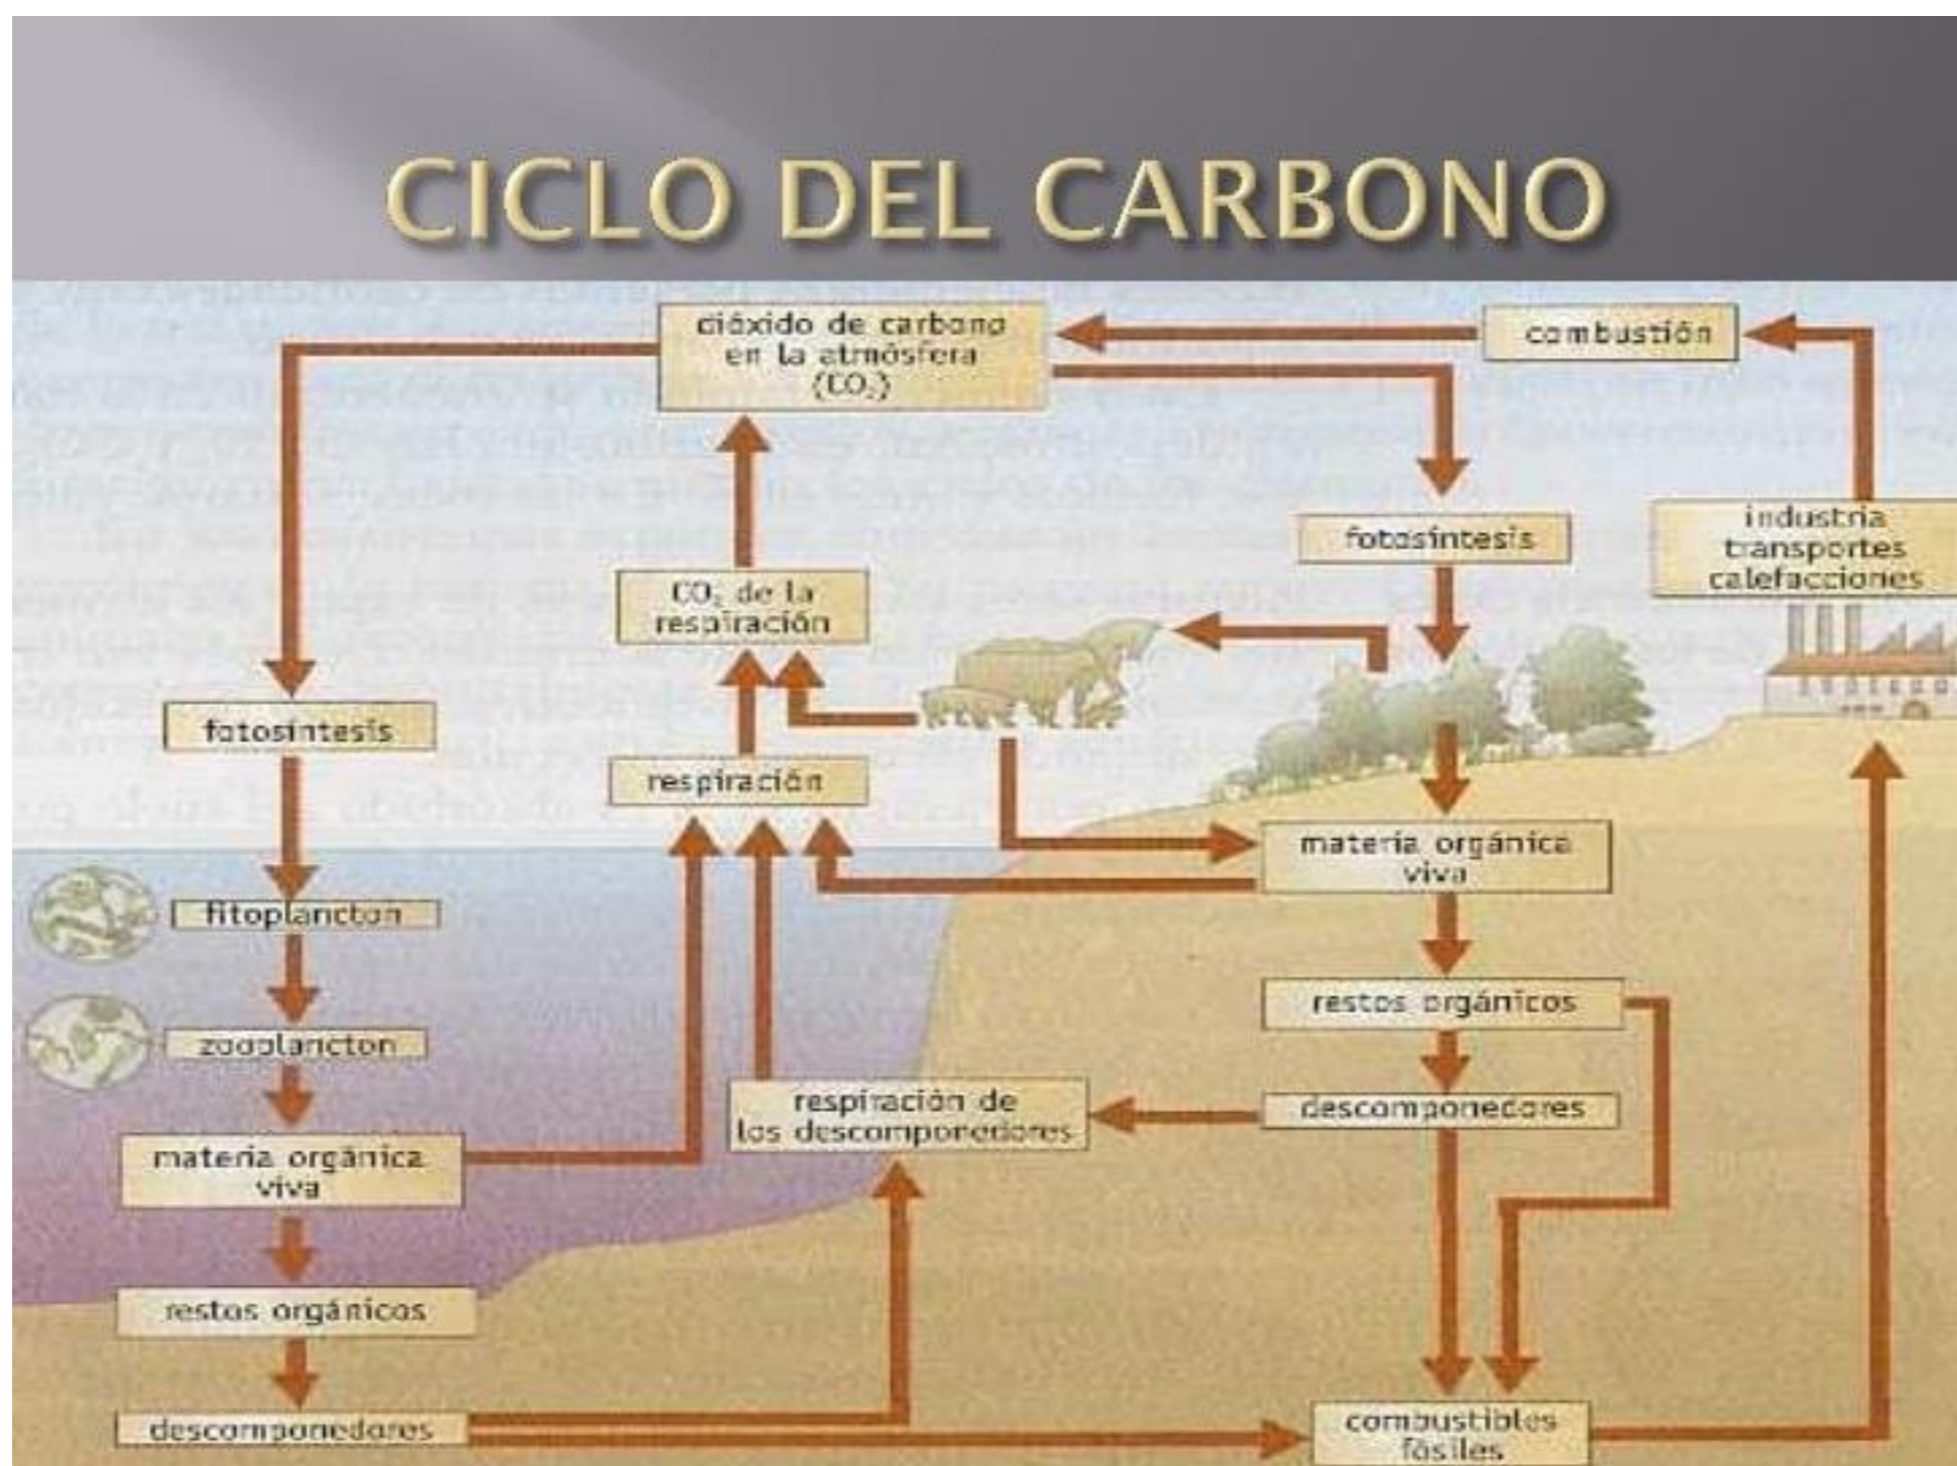 CICLO DEL CARBONO
dióxido de carbono
en la atmósfera
(CO₂)
combustión
fotosíntesis
industria
transportes
calefacciones
CO₂ de la
respiración
fotosíntesis
respiración
materia orgánica
viva
fitoplancton
restos orgánicos
zooplancton
respiración de
los descomponedores
descomponedores
materia orgánica
viva
restos orgánicos
descomponedores
combustibles
fósiles